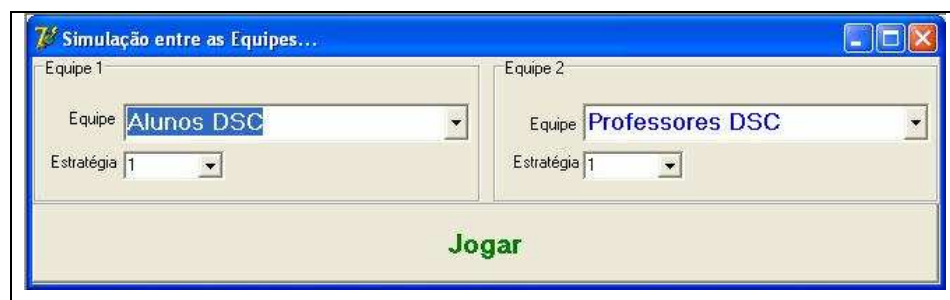 Simulação entre as Equipes...
Equipe 1
Equipe Alunos DSC
Estratégia 1
Equipe 2
Equipe Professores DSC
Estratégia 1
Jogar